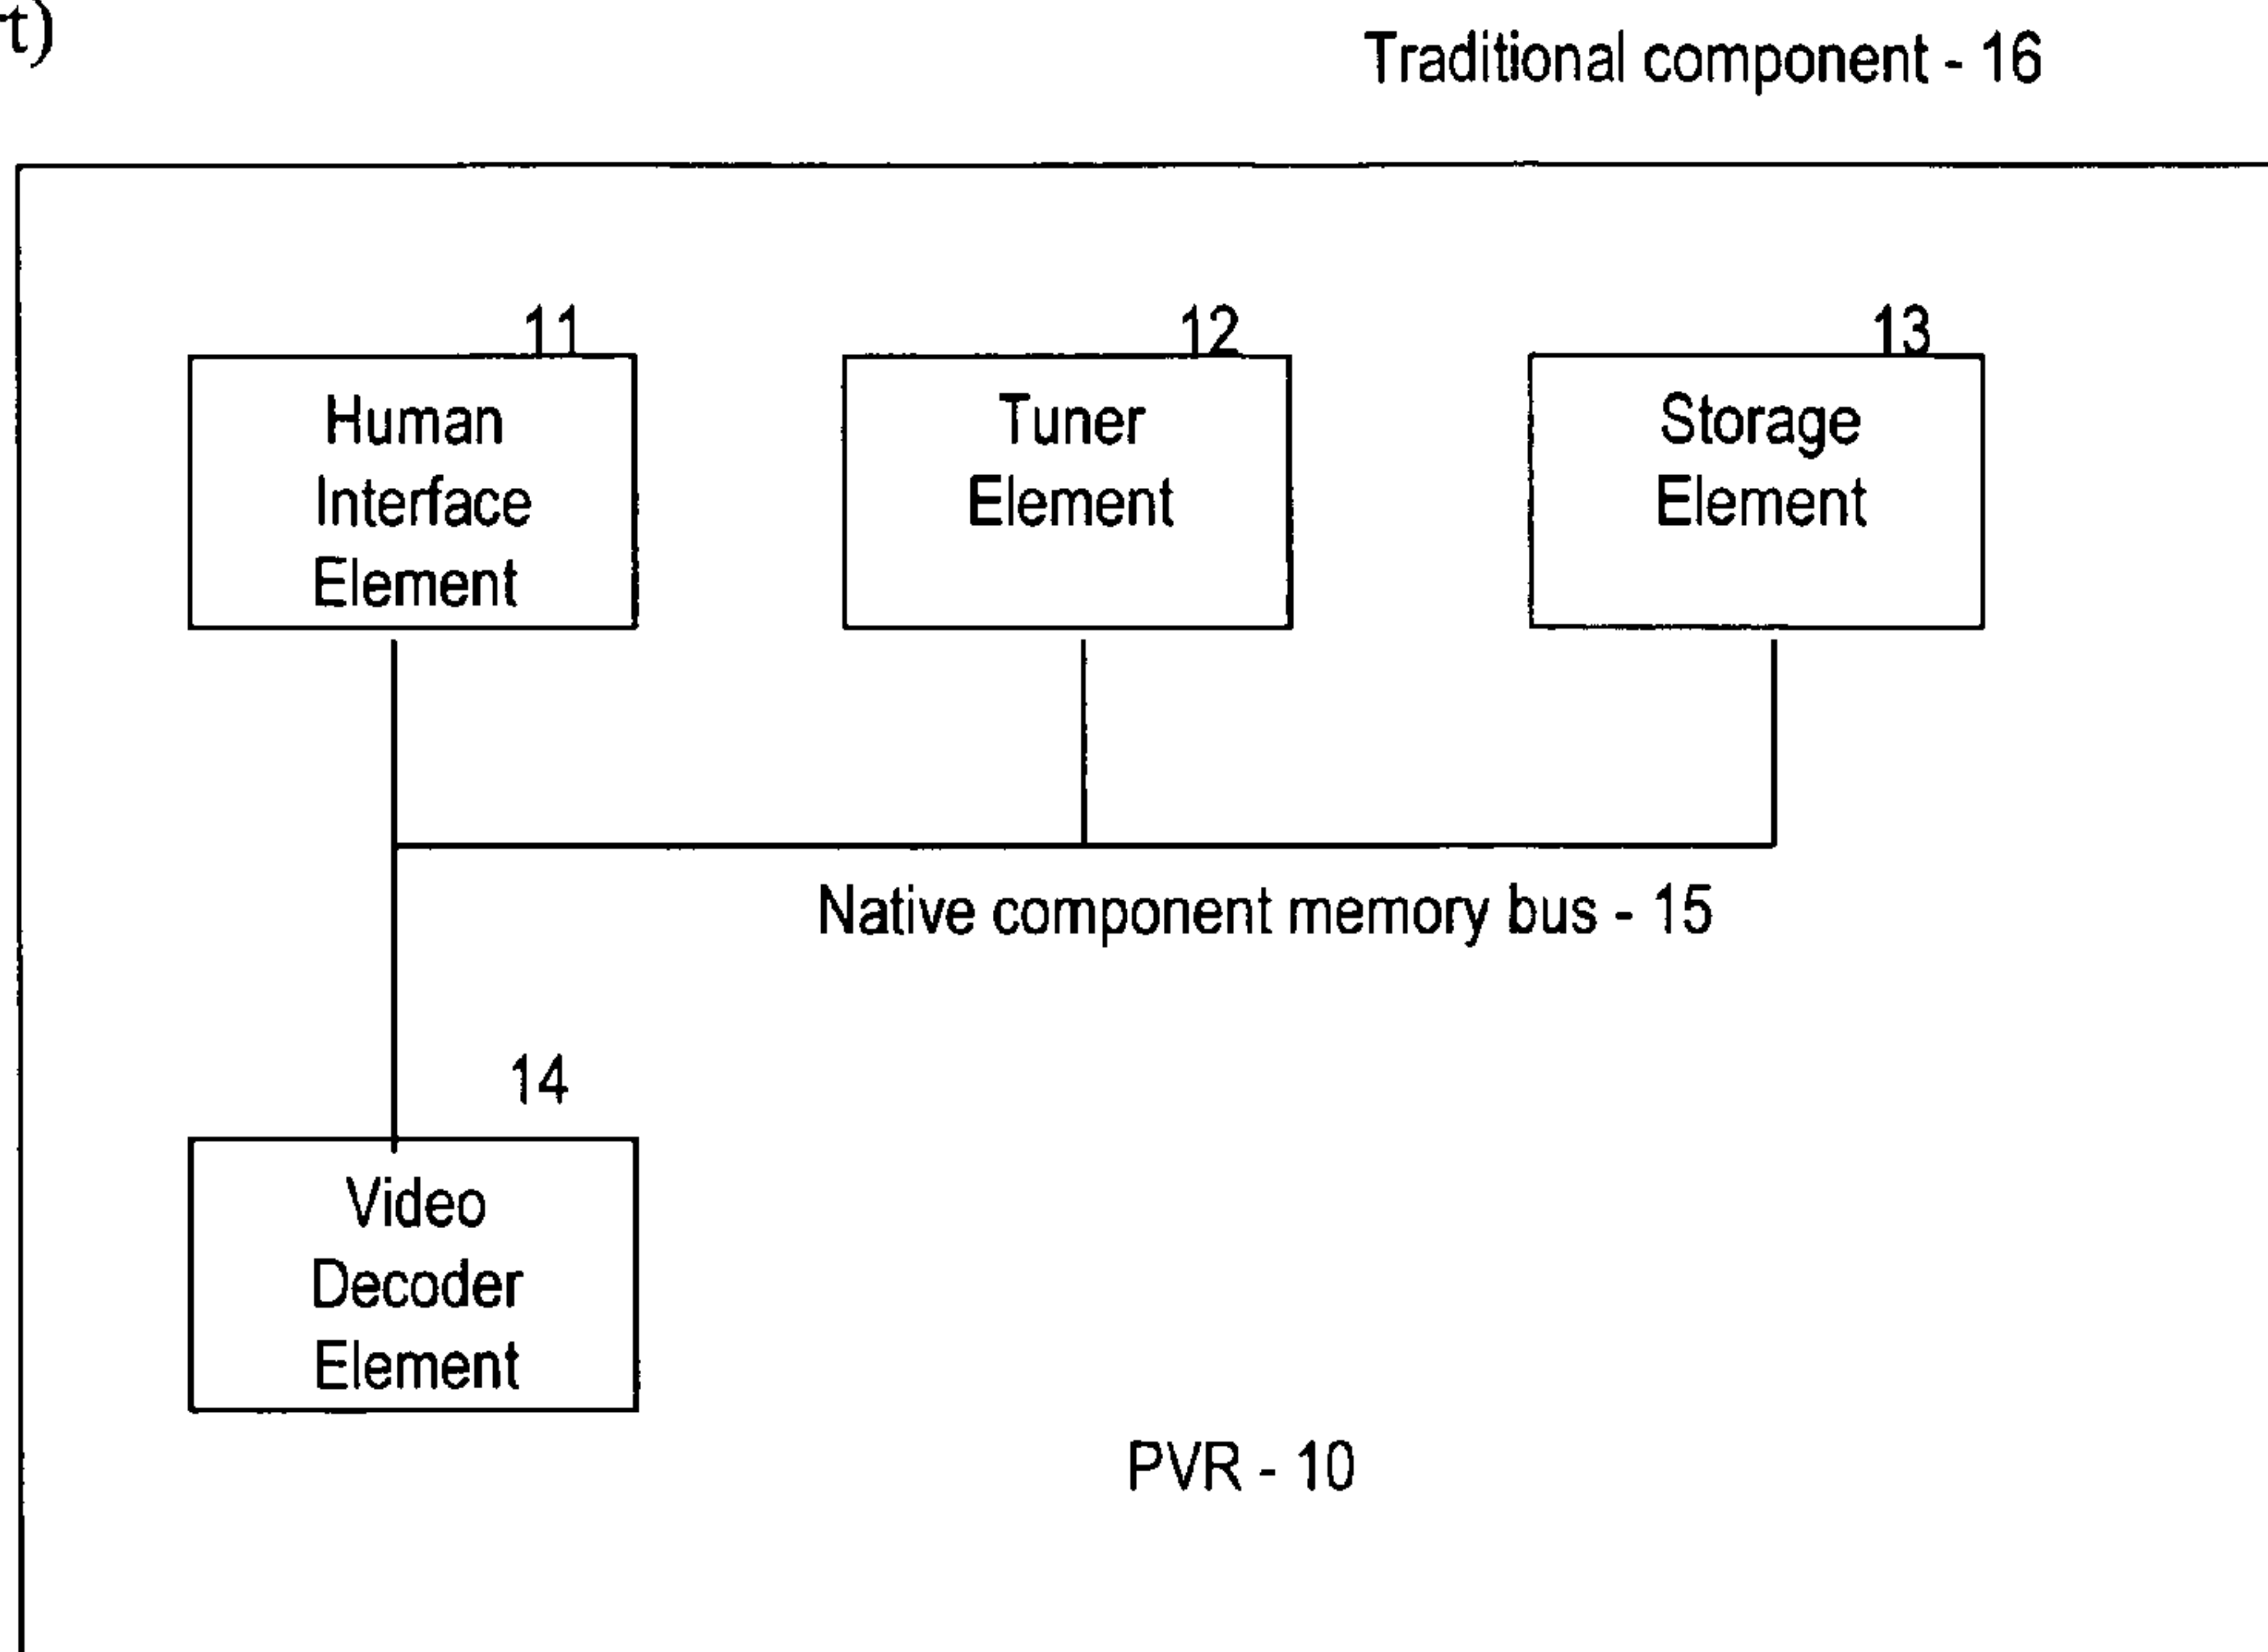 t)
Traditional component - 16
11
Human
Interface
Element
12
Tuner
Element
13
Storage
Element
Native component memory bus - 15
14
Video
Decoder
Element
PVR - 10